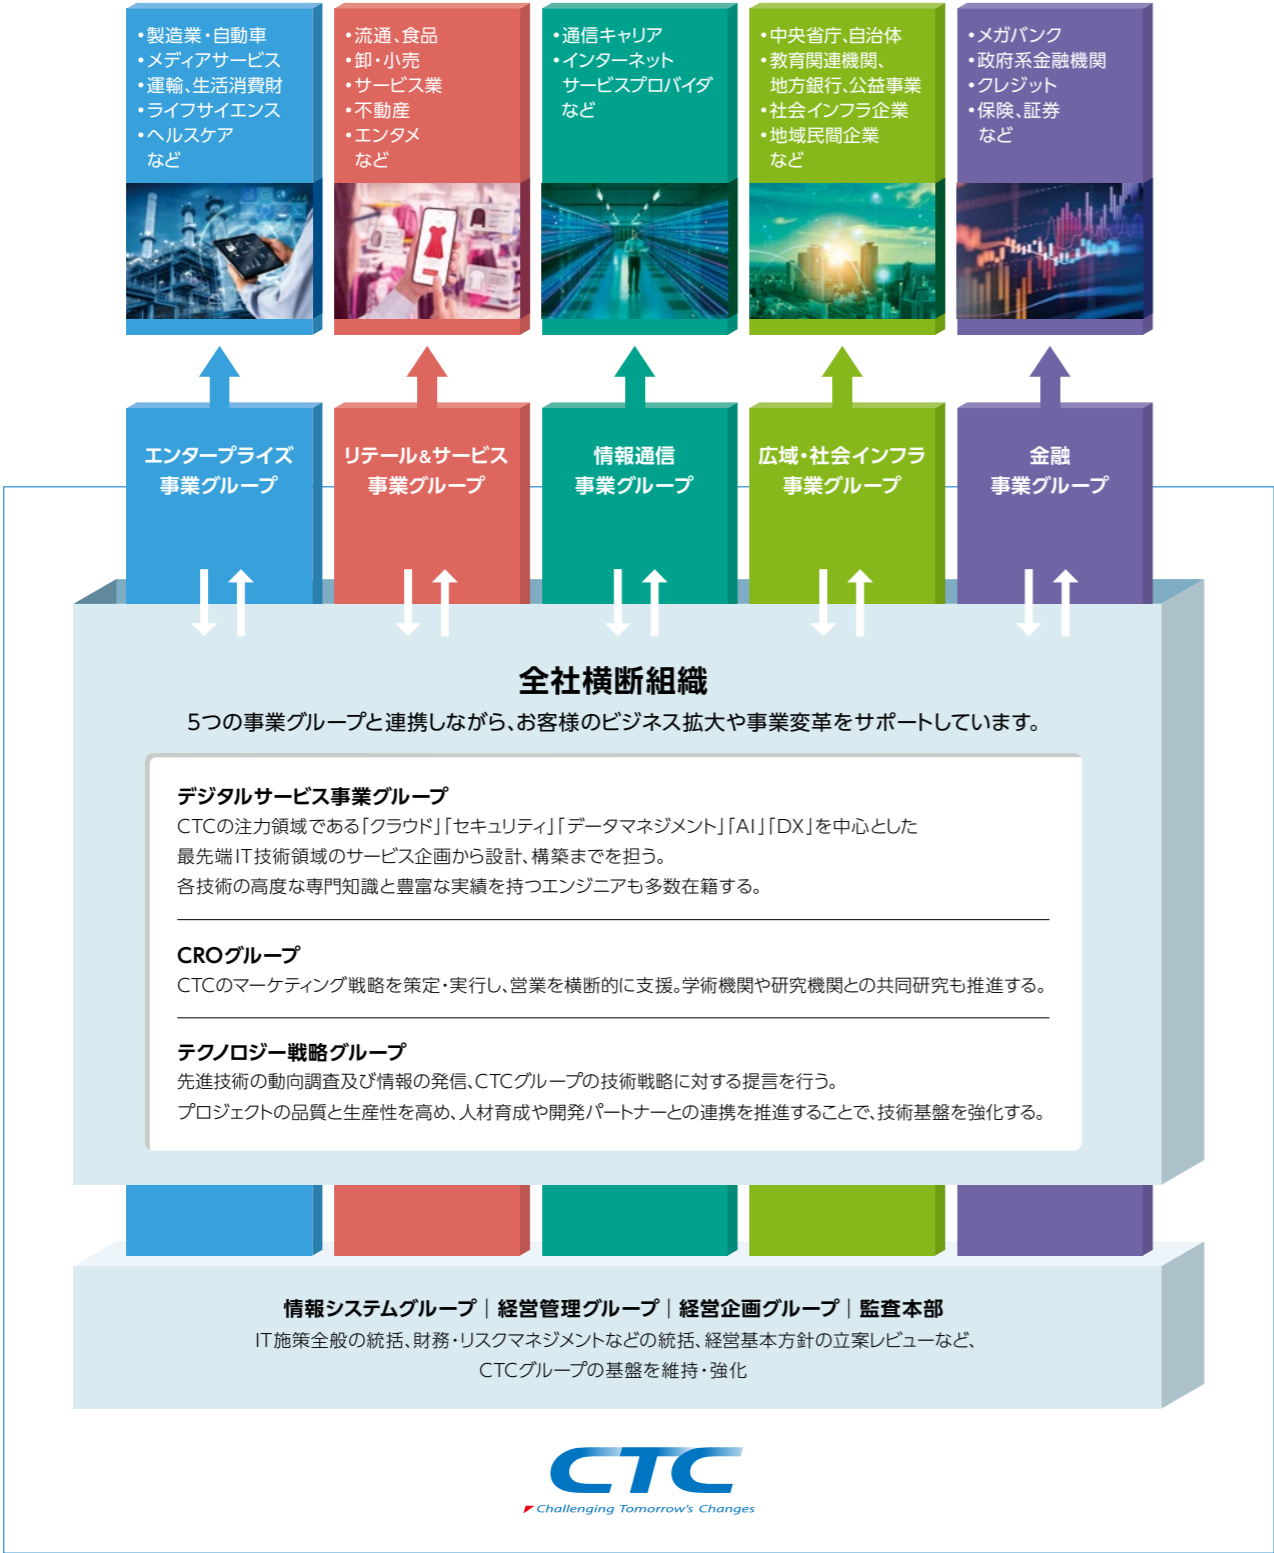 ・製造業・自動車
・メディアサービス
・運輸、生活消費財
・ライフサイエンス
・ヘルスケア
など
・流通、食品
・卸・小売
・サービス業
・不動産
・エンタメ
など
・通信キャリア
・インターネット
サービスプロバイダ
など
・中央省庁、自治体
・教育関連機関、
地方銀行、公益事業
・社会インフラ企業
・地域民間企業
など
・メガバンク
・政府系金融機関
・クレジット
・保険、証券
など
エンタープライズ
事業グループ
リテール&サービス
事業グループ
情報通信
事業グループ
広域・社会インフラ
事業グループ
金融
事業グループ
全社横断組織
5つの事業グループと連携しながら、お客様のビジネス拡大や事業変革をサポートしています。
デジタルサービス事業グループ
CTCの注力領域である「クラウド」「セキュリティ」「データマネジメント」「AI」「DX」を中心とした
最先端IT技術領域のサービス企画から設計、構築までを担う。
各技術の高度な専門知識と豊富な実績を持つエンジニアも多数在籍する。
CROグループ
CTCのマーケティング戦略を策定・実行し、営業を横断的に支援。学術機関や研究機関との共同研究も推進する。
テクノロジー戦略グループ
先進技術の動向調査及び情報の発信、CTCグループの技術戦略に対する提言を行う。
プロジェクトの品質と生産性を高め、人材育成や開発パートナーとの連携を推進することで、技術基盤を強化する。
情報システムグループ｜経営管理グループ｜経営企画グループ｜監査本部
IT施策全般の統括、財務・リスクマネジメントなどの統括、経営基本方針の立案レビューなど、
CTCグループの基盤を維持・強化
CTC
Challenging Tomorrow's Changes